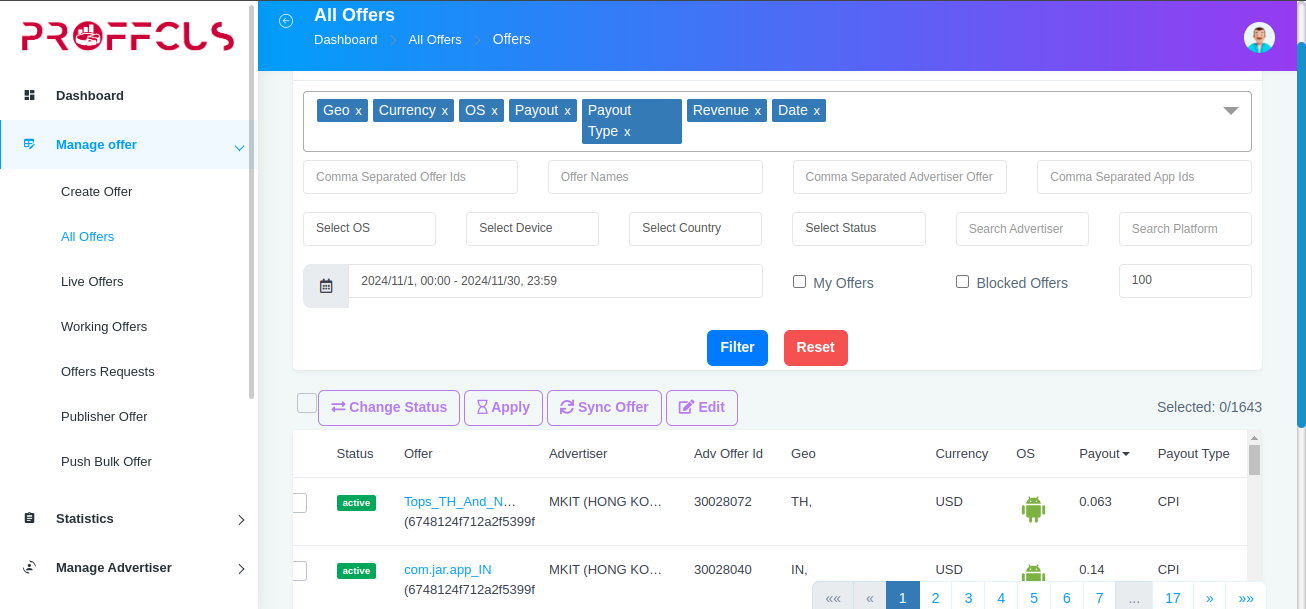 PROFFCUS
All Offers
Dashboard All Offers Offers
Dashboard
Manage offer
Create Offer
All Offers
Live Offers
Working Offers
Offers Requests
Publisher Offer
Push Bulk Offer
Statistics
Manage Advertiser
Geo x Currency x OS x Payout x Payout Type x Revenue x Date x
Comma Separated Offer Ids Offer Names Comma Separated Advertiser Offer Comma Separated App Ids
Select OS Select Device Select Country Select Status Search Advertiser Search Platform
2024/11/1, 00:00 - 2024/11/30, 23:59 My Offers Blocked Offers 100
Filter Reset
Change Status Apply Sync Offer Edit Selected: 0/1643
Status Offer Advertiser Adv Offer Id Geo Currency OS Payout Payout Type
active Tops_TH_And_N... MKIT (HONG KO... 30028072 TH, USD 0.063 CPI
(6748124f712a2f5399f
active com.jar.app_IN MKIT (HONG KO... 30028040 IN, USD 0.14 CPI
(6748124f712a2f5399f
«« « 1 2 3 4 5 6 7 ... 17 » »»